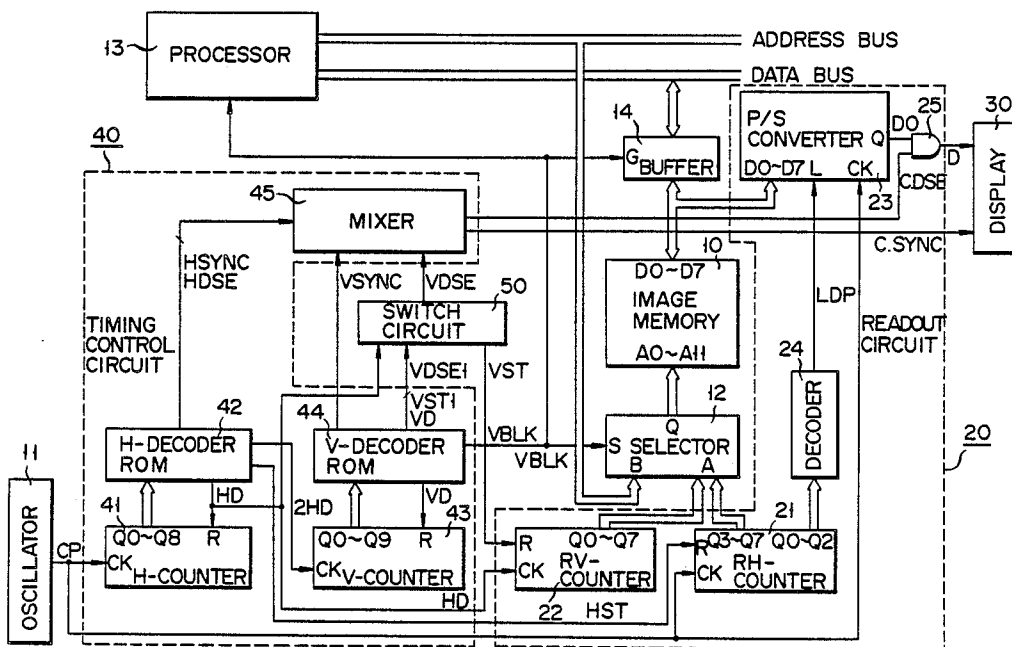 13
PROCESSOR
ADDRESS BUS
DATA BUS
40
14
G BUFFER
P/S
CONVERTER Q
D0~D7 L CK
23
DO
25
D
CDSE
30
DISPLAY
45
MIXER
C.SYNC
HSYNC
HDSE
VSYNC
VDSE
50
SWITCH
CIRCUIT
10
D0~D7
IMAGE
MEMORY
A0~A11
LDP
READOUT
CIRCUIT
TIMING
CONTROL
CIRCUIT
VDSE1
VST
VST1
VD
24
DECODER
42
H-DECODER
ROM
44
V-DECODER
ROM
VBLK
VBLK
12
Q
S SELECTOR
B A
20
11
OSCILLATOR
HD
2HD
VD
41
Q0~Q8 R
CK H-COUNTER
43
Q0~Q9 R
CK V-COUNTER
CP
HD
Q0~Q7
R RV-
CK COUNTER
22
HST
21
Q3~Q7 Q0~Q2
R RH-
CK COUNTER